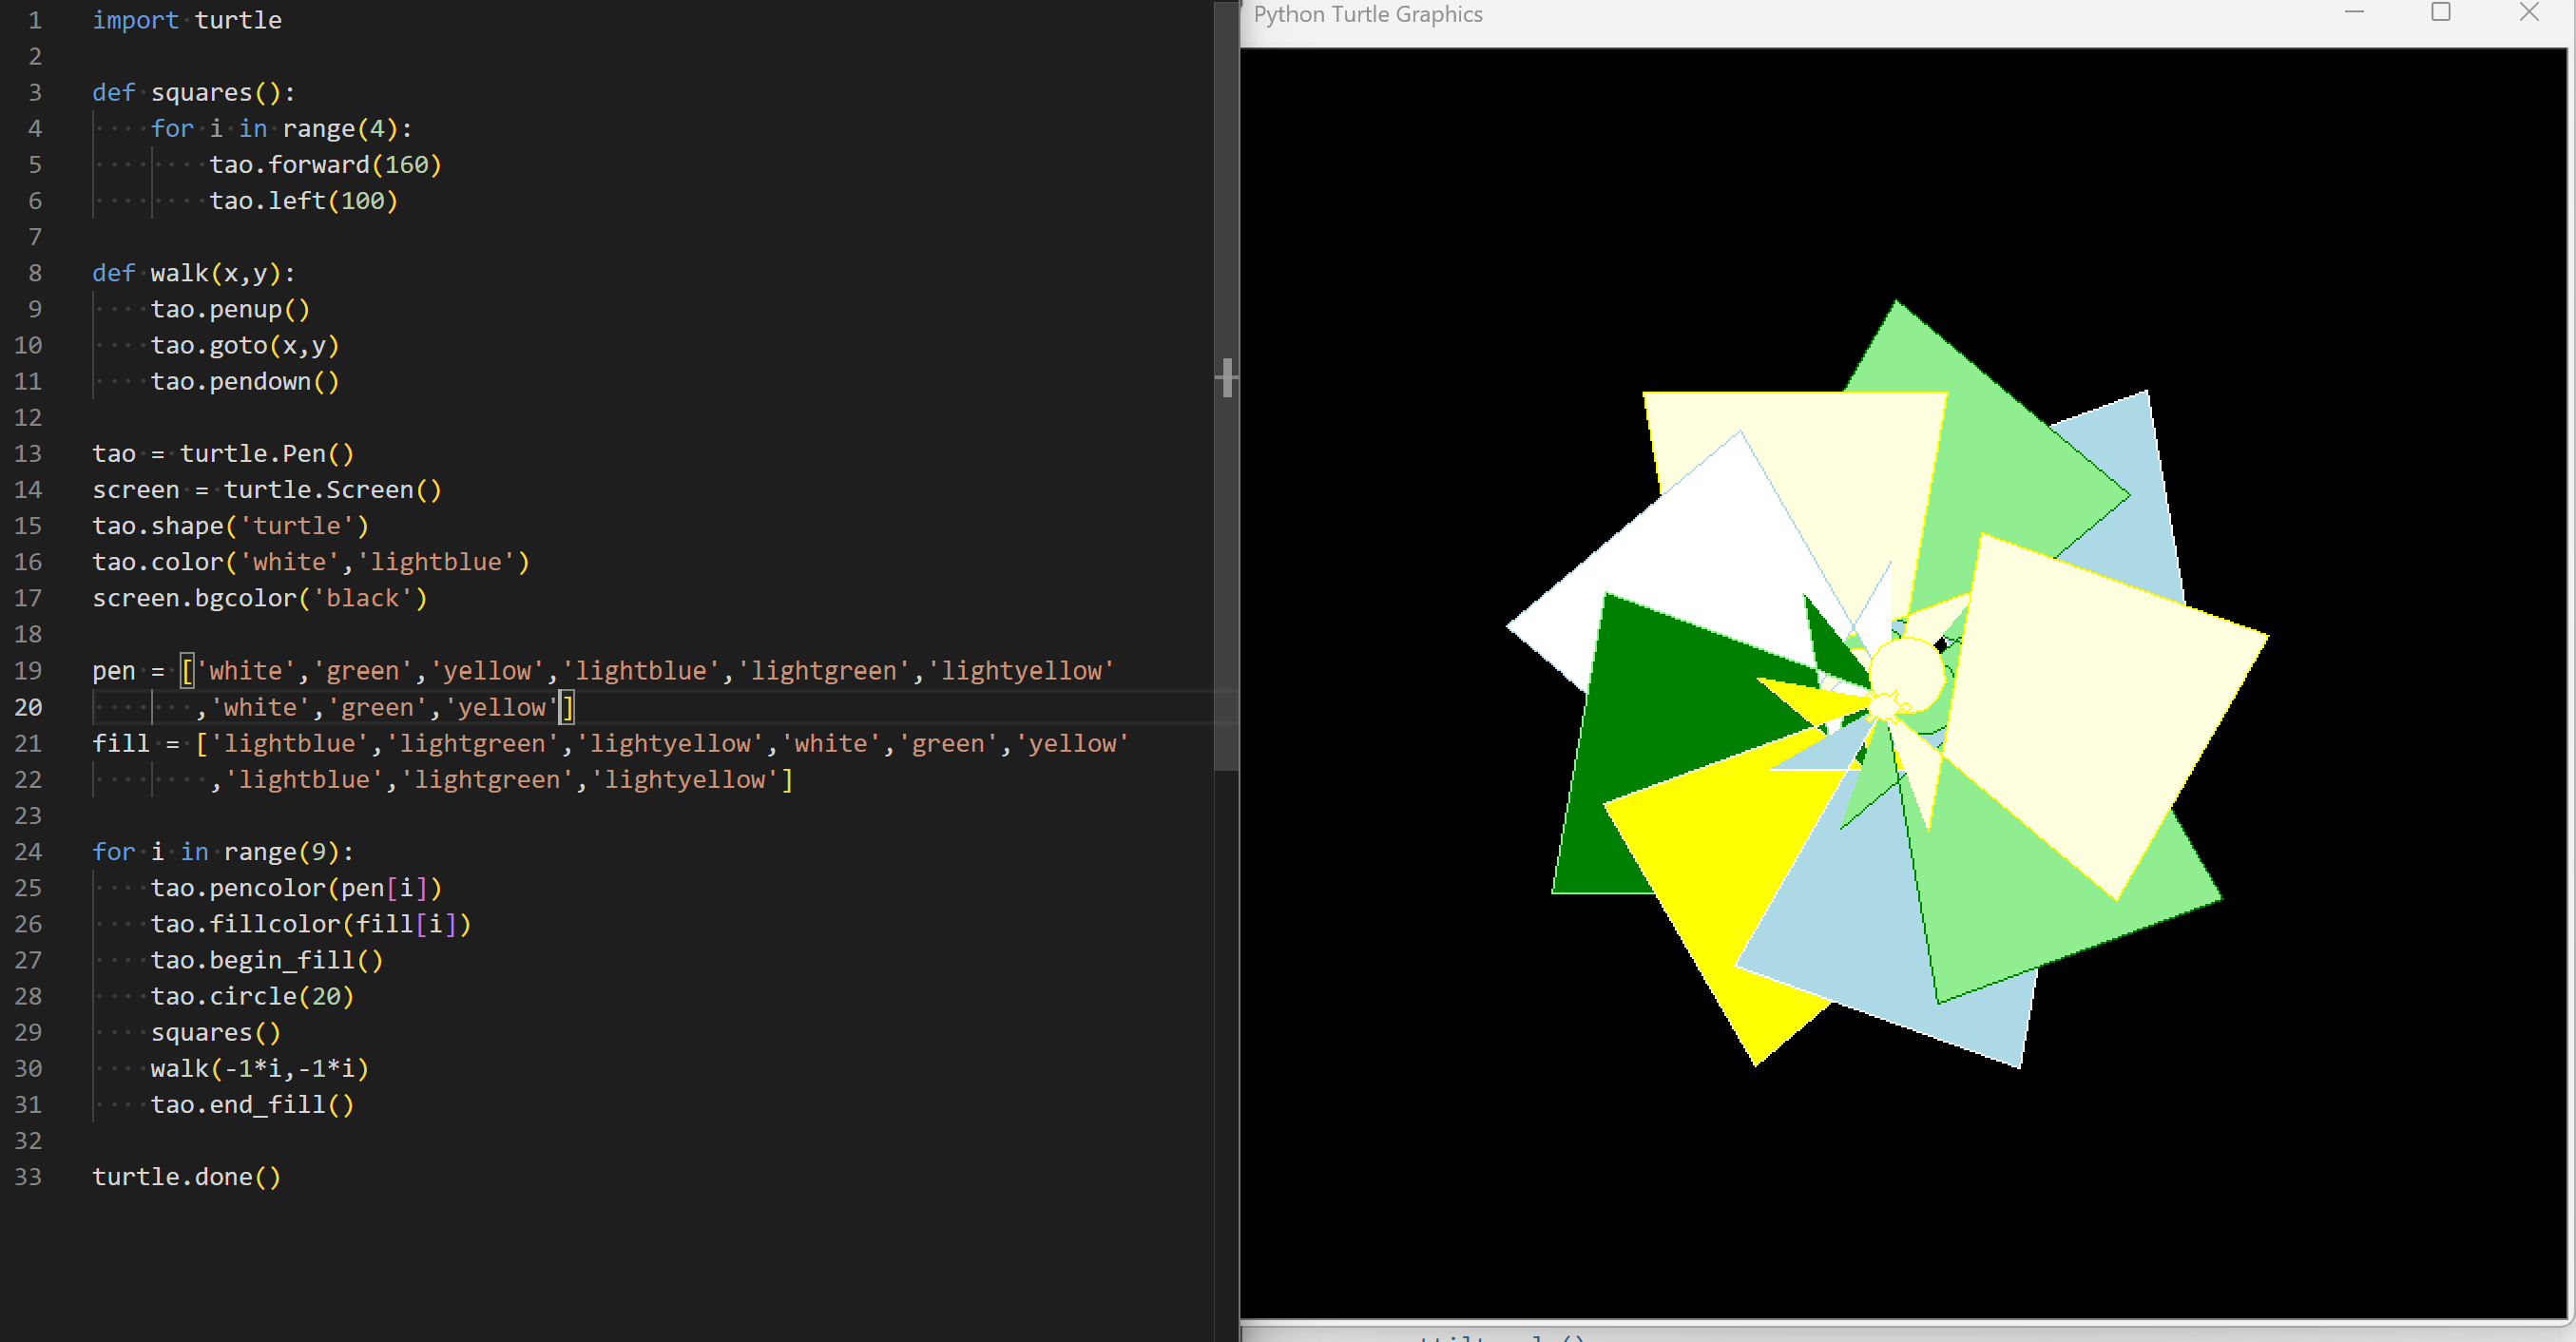 1 import turtle
2
3 def squares():
4 for i in range(4):
5 tao.forward(160)
6 tao.left(100)
7
8 def walk(x,y):
9 tao.penup()
10 tao.goto(x,y)
11 tao.pendown()
12
13 tao = turtle.Pen()
14 screen = turtle.Screen()
15 tao.shape('turtle')
16 tao.color('white','lightblue')
17 screen.bgcolor('black')
18
19 pen = ['white','green','yellow','lightblue','lightgreen','lightyellow'
20 ,'white','green','yellow']
21 fill = ['lightblue','lightgreen','lightyellow','white','green','yellow'
22 ,'lightblue','lightgreen','lightyellow']
23
24 for i in range(9):
25 tao.pencolor(pen[i])
26 tao.fillcolor(fill[i])
27 tao.begin_fill()
28 tao.circle(20)
29 squares()
30 walk(-1*i,-1*i)
31 tao.end_fill()
32
33 turtle.done()
Python Turtle Graphics